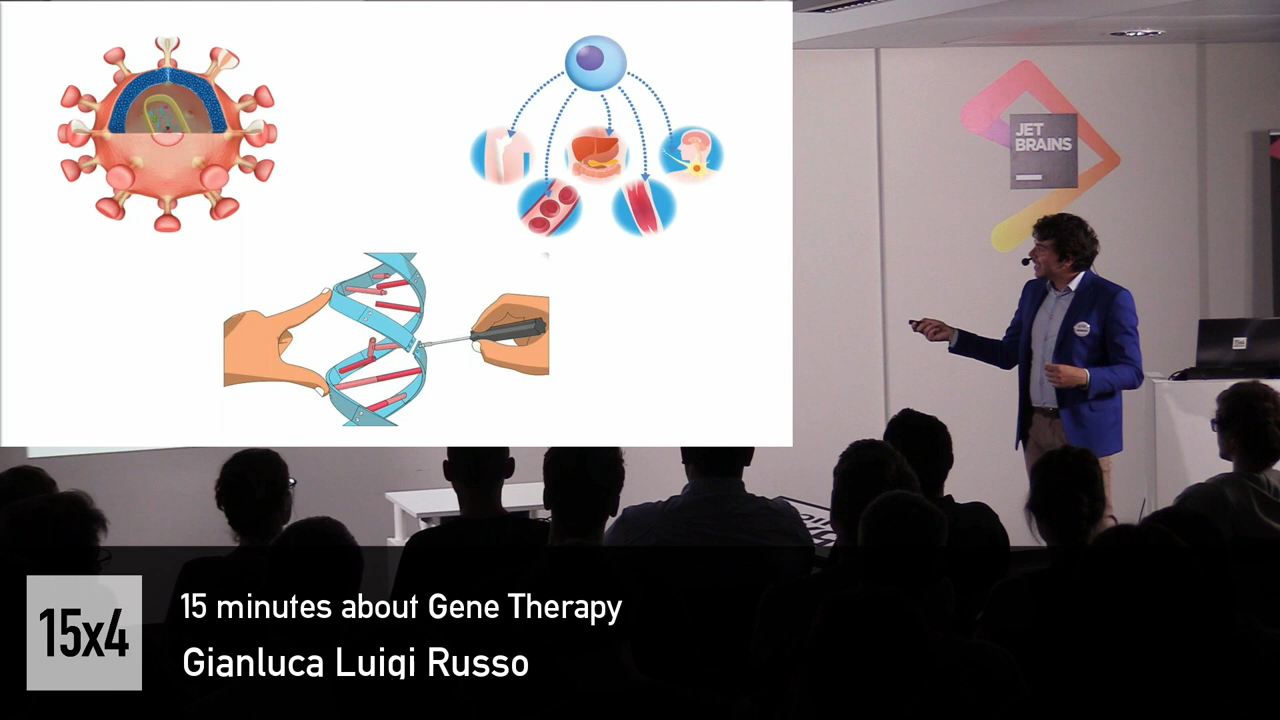 JET
BRAINS
15x4
15 minutes about Gene Therapy
Gianluca Luigi Russo